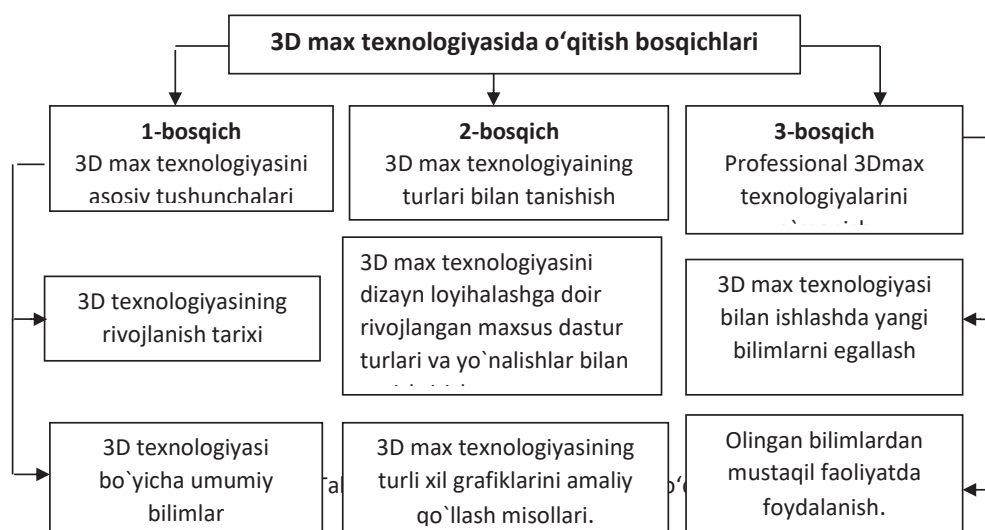 3D max texnologiyasida o‘qitish bosqichlari
1-bosqich
3D max texnologiyasini
asosiy tushunchalari
2-bosqich
3D max texnologiyaining
turlari bilan tanishish
3-bosqich
Professional 3Dmax
texnologiyalarini
3D texnologiyasining
rivojlanish tarixi
3D max texnologiyasini
dizayn loyihalashga doir
rivojlangan maxsus dastur
turlari va yo`nalishlar bilan
3D max texnologiyasi
bilan ishlashda yangi
bilimlarni egallash
3D texnologiyasi
bo`yicha umumiy
bilimlar
3D max texnologiyasining
turli xil grafiklarini amaliy
qo`llash misollari.
Olingan bilimlardan
mustaqil faoliyatda
foydalanish.